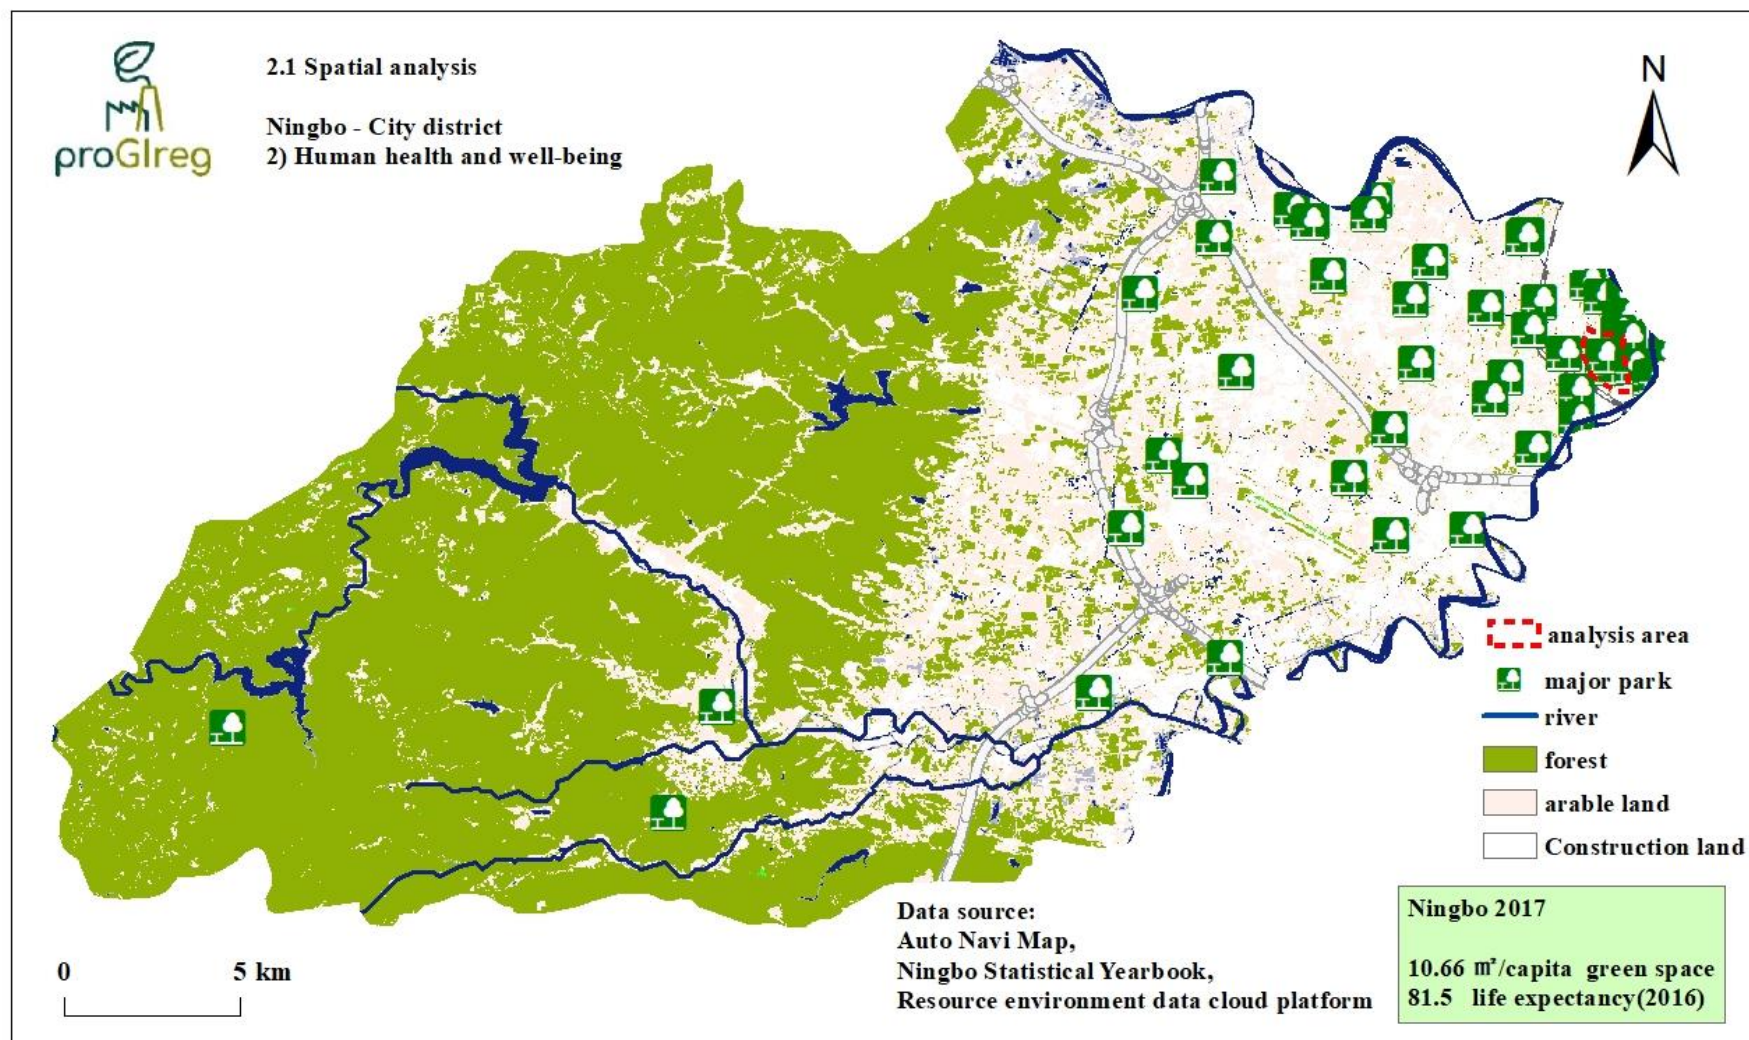 proGIreg
2.1 Spatial analysis
Ningbo - City district
2) Human health and well-being
N
analysis area
major park
river
forest
arable land
Construction land
Data source:
Auto Navi Map,
Ningbo Statistical Yearbook,
Resource environment data cloud platform
Ningbo 2017
10.66 ㎡/capita green space
81.5 life expectancy(2016)
0 5 km